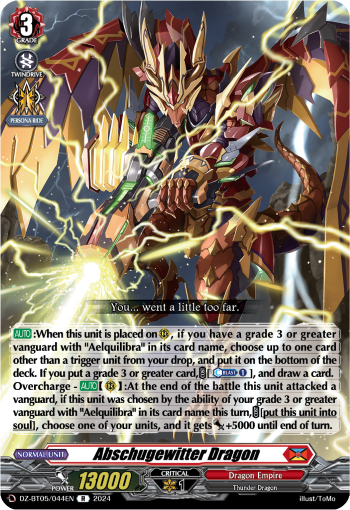 3
GRADE
TWINDRIVE
PERSONA RIDE
You... went a little too far.
AUTO:When this unit is placed on RC, if you have a grade 3 or greater
vanguard with "Aelquilibra" in its card name, choose up to one card
other than a trigger unit from your drop, and put it on the bottom of the
deck. If you put a grade 3 or greater card, [BLAST 1], and draw a card.
Overcharge - AUTO【RC】:At the end of the battle this unit attacked a
vanguard, if this unit was chosen by the ability of your grade 3 or greater
vanguard with "Aelquilibra" in its card name this turn, [put this unit into
soul], choose one of your units, and it gets +5000 until end of turn.
NORMAL UNIT
Abschugewitter Dragon
POWER
13000
CRITICAL
1
Dragon Empire
Thunder Dragon
DZ-BT05/044EN R 2024
illust/ToMo